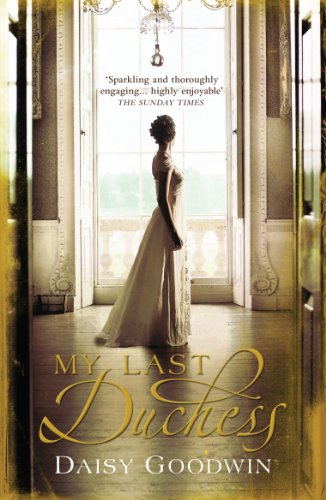 ‘Sparkling and thoroughly
engaging... highly enjoyable’
THE SUNDAY TIMES
MY LAST
Duchess
DAISY GOODWIN